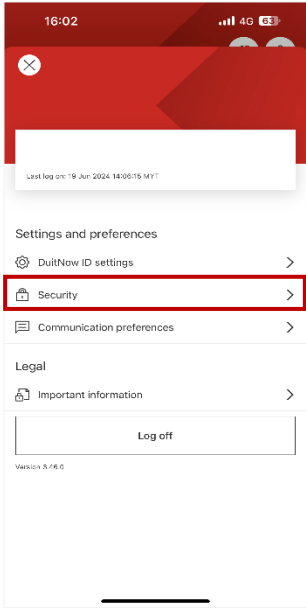 16:02
4G 63
Last log on: 19 Jun 2024 14:06:15 MYT
Settings and preferences
DuitNow ID settings
Security
Communication preferences
Legal
Important information
Log off
Version 3.46.0